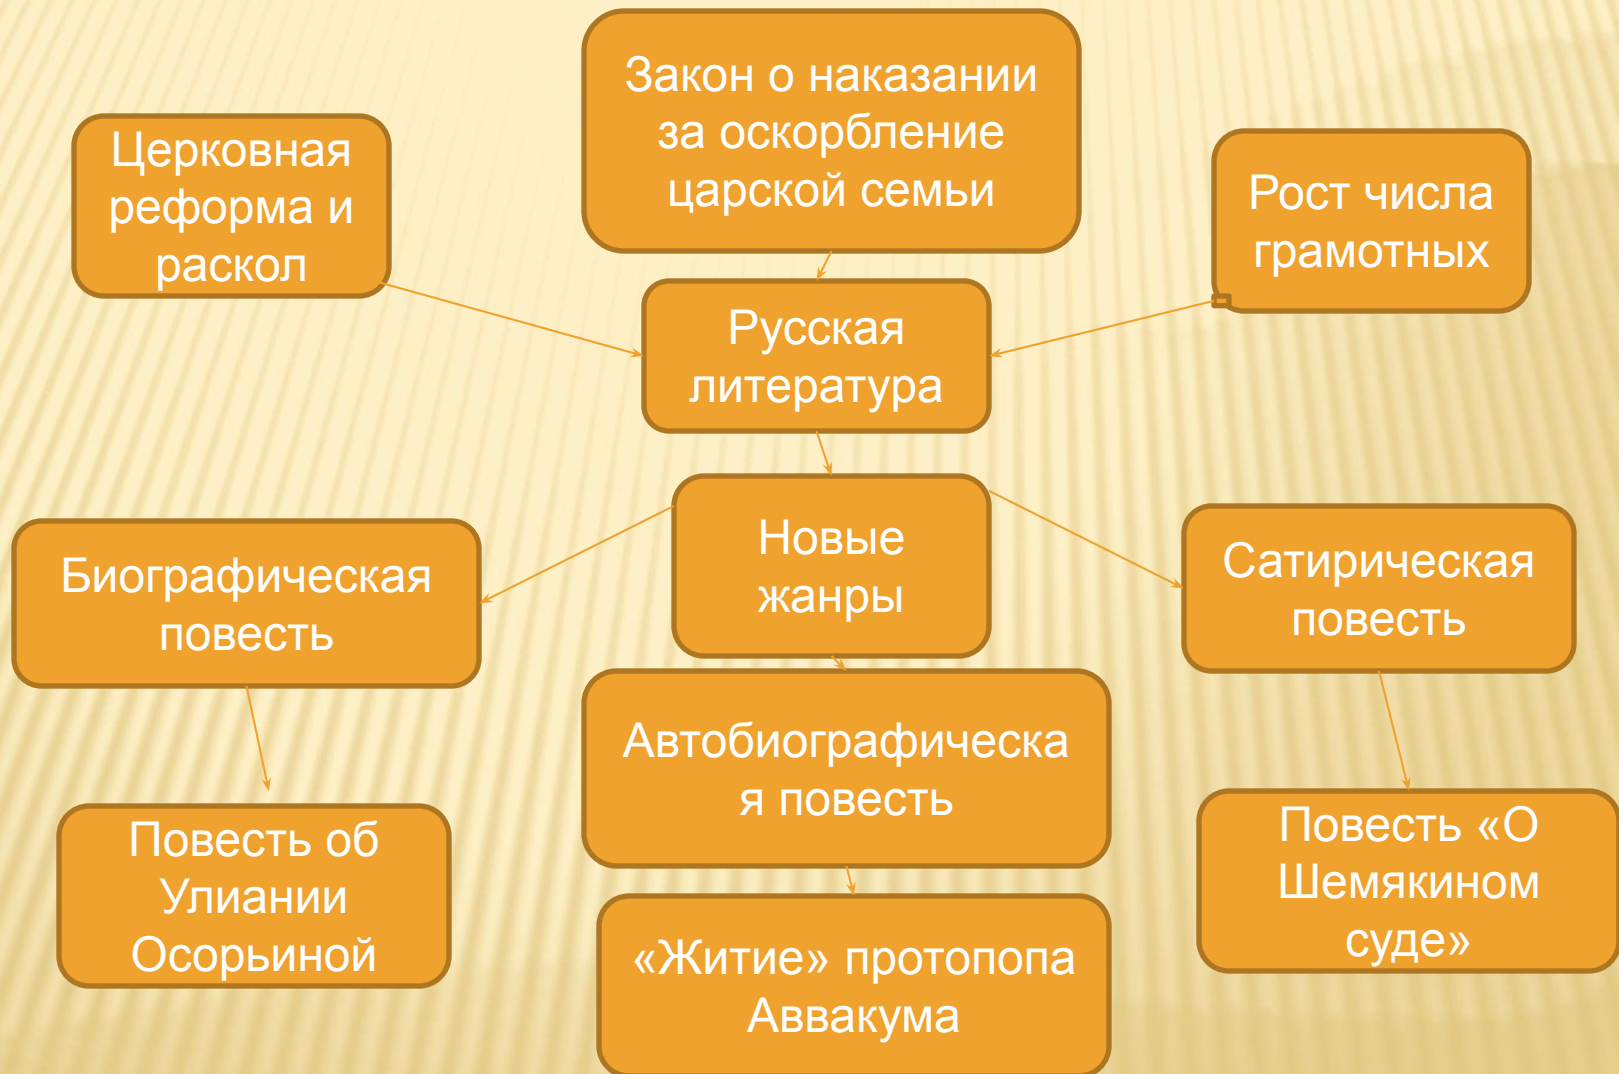 Закон о наказании
за оскорбление
царской семьи
Церковная
реформа и
раскол
Рост числа
грамотных
Русская
литература
Новые
жанры
Биографическая
повесть
Сатирическая
повесть
Автобиографическа
я повесть
Повесть об
Улиании
Осорьиной
«Житие» протопопа
Аввакума
Повесть «О
Шемякином
суде»